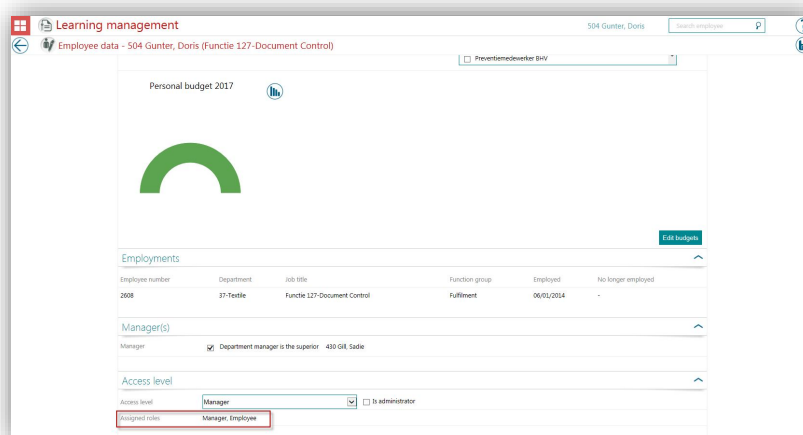 Learning management
504 Gunter, Doris
Search employee
Employee data - 504 Gunter, Doris (Functie 127-Document Control)
Preventiemedewerker BHV
Personal budget 2017
Edit budgets
Employments
Employee number Department Job title Function group Employed No longer employed
2608 37-Textile Functie 127-Document Control Fulfilment 06/01/2014 -
Manager(s)
Manager Department manager is the superior 430 Gill, Sadie
Access level
Access level Manager Is administrator
Assigned roles Manager, Employee